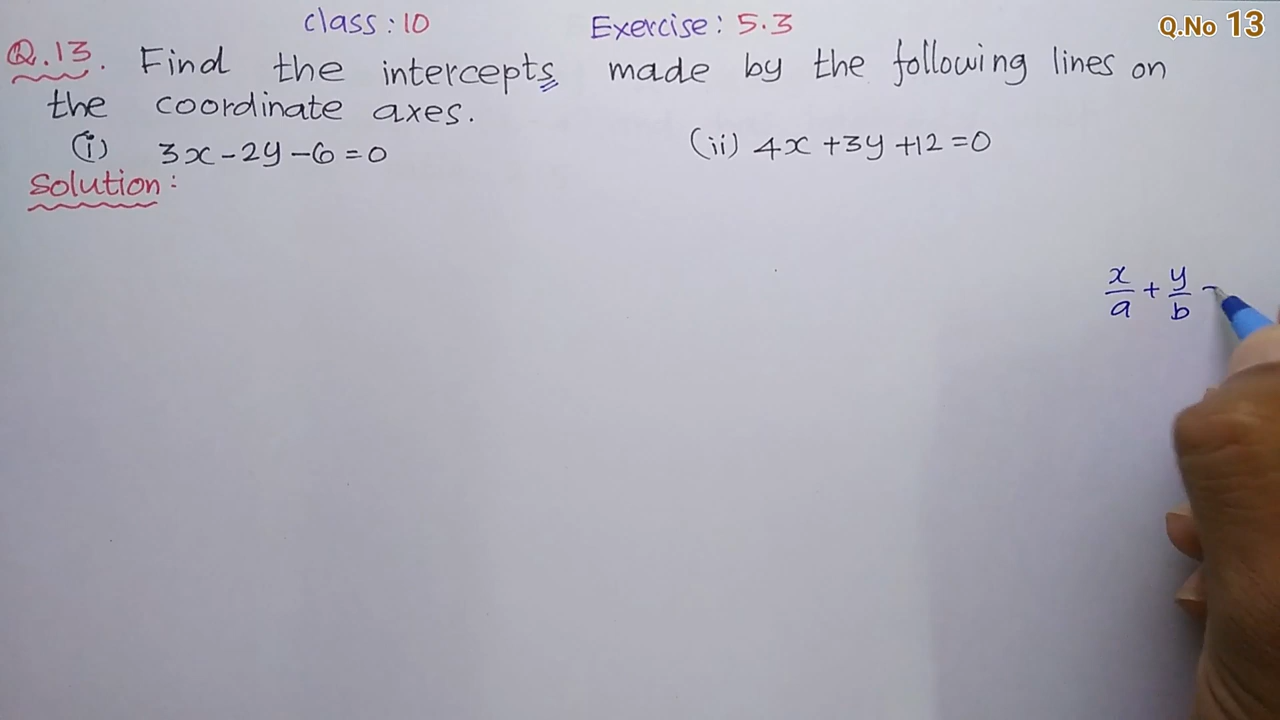 class: 10 Exercise: 5.3 Q.No 13
Q.13. Find the intercepts made by the following lines on
the coordinate axes.
(i) 3x-2y-6=0 (ii) 4x+3y+12=0
Solution:
x/a + y/b -